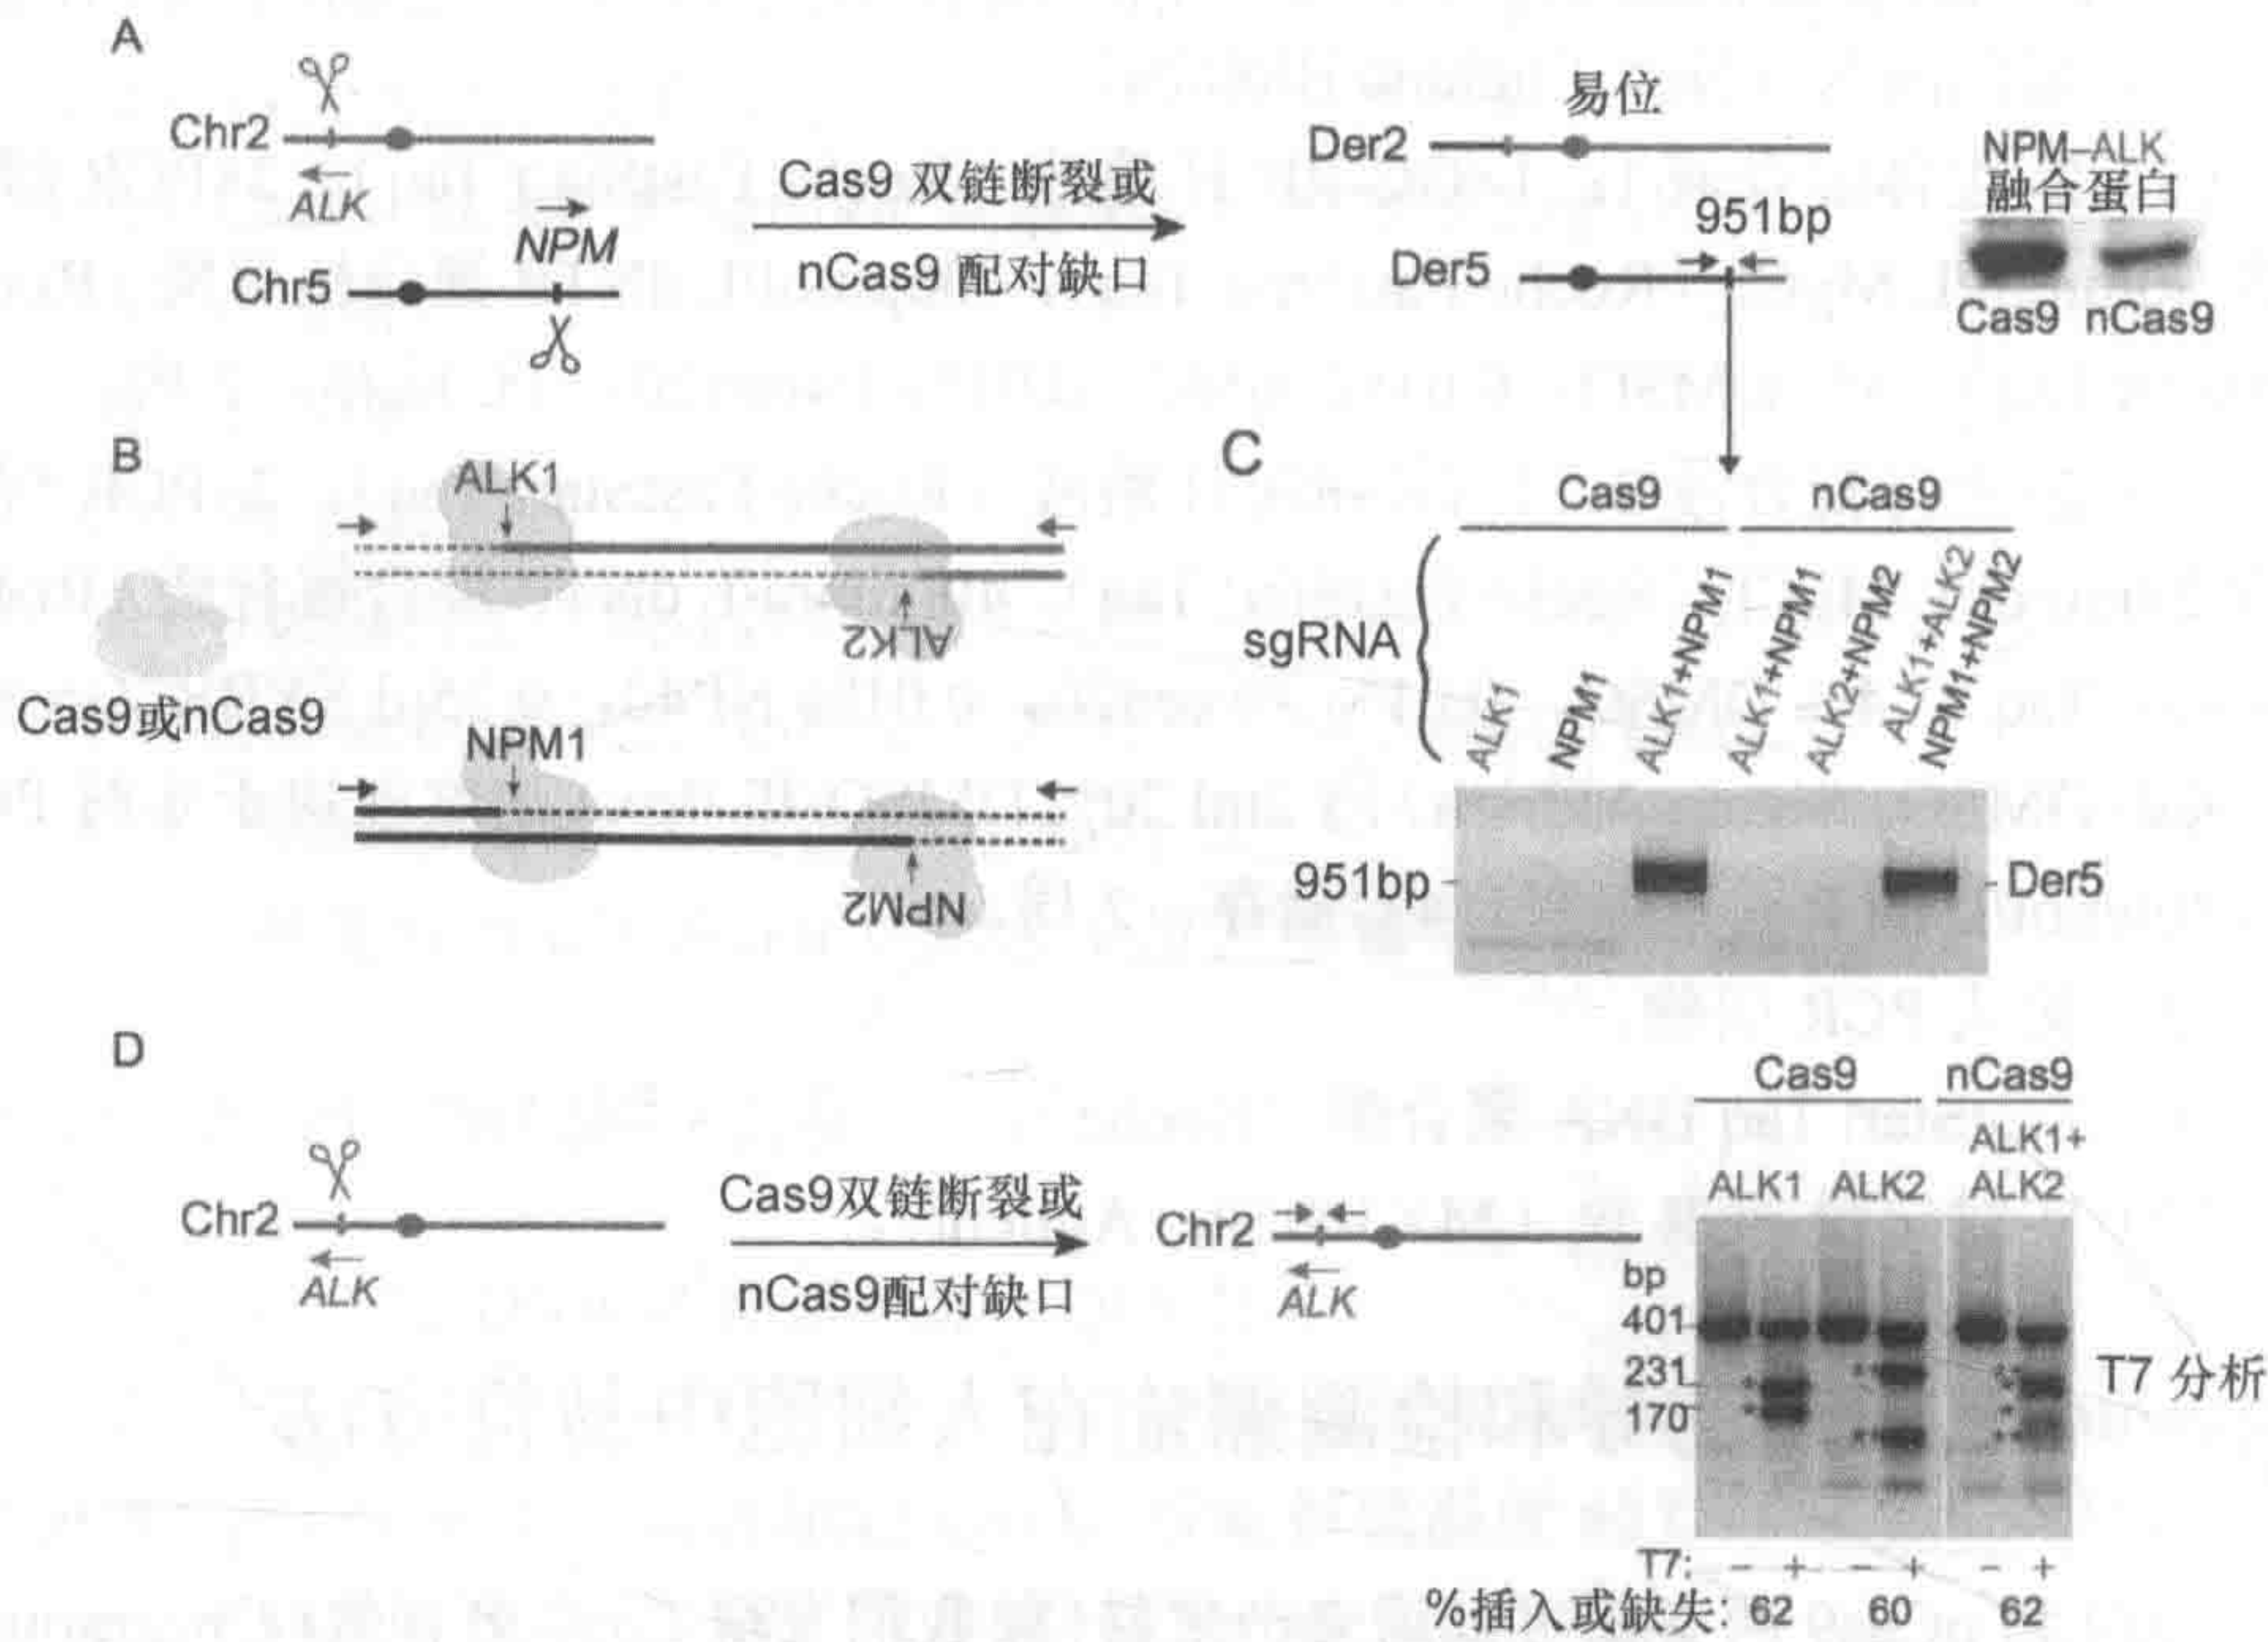 A
Chr2
ALK
NPM
Chr5
Cas9 双链断裂或
nCas9 配对缺口
易位
Der2
951bp
Der5
NPM–ALK
融合蛋白
Cas9 nCas9
B
ALK1
ALK2
Cas9或nCas9
NPM1
NPM2
C
Cas9 nCas9
sgRNA
ALK1
NPM1
ALK1+NPM1
ALK1+NPM1
ALK2+NPM2
ALK1+ALK2
NPM1+NPM2
951bp
Der5
D
Chr2
ALK
Cas9双链断裂或
nCas9配对缺口
Chr2
ALK
Cas9 nCas9
ALK1 ALK2 ALK1+
ALK2
bp
401
231
170
T7 分析
T7: − + − + − +
%插入或缺失: 62 60 62